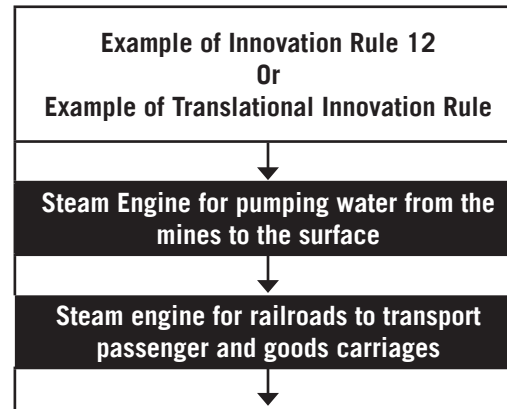 Example of Innovation Rule 12
Or
Example of Translational Innovation Rule
Steam Engine for pumping water from the
mines to the surface
Steam engine for railroads to transport
passenger and goods carriages